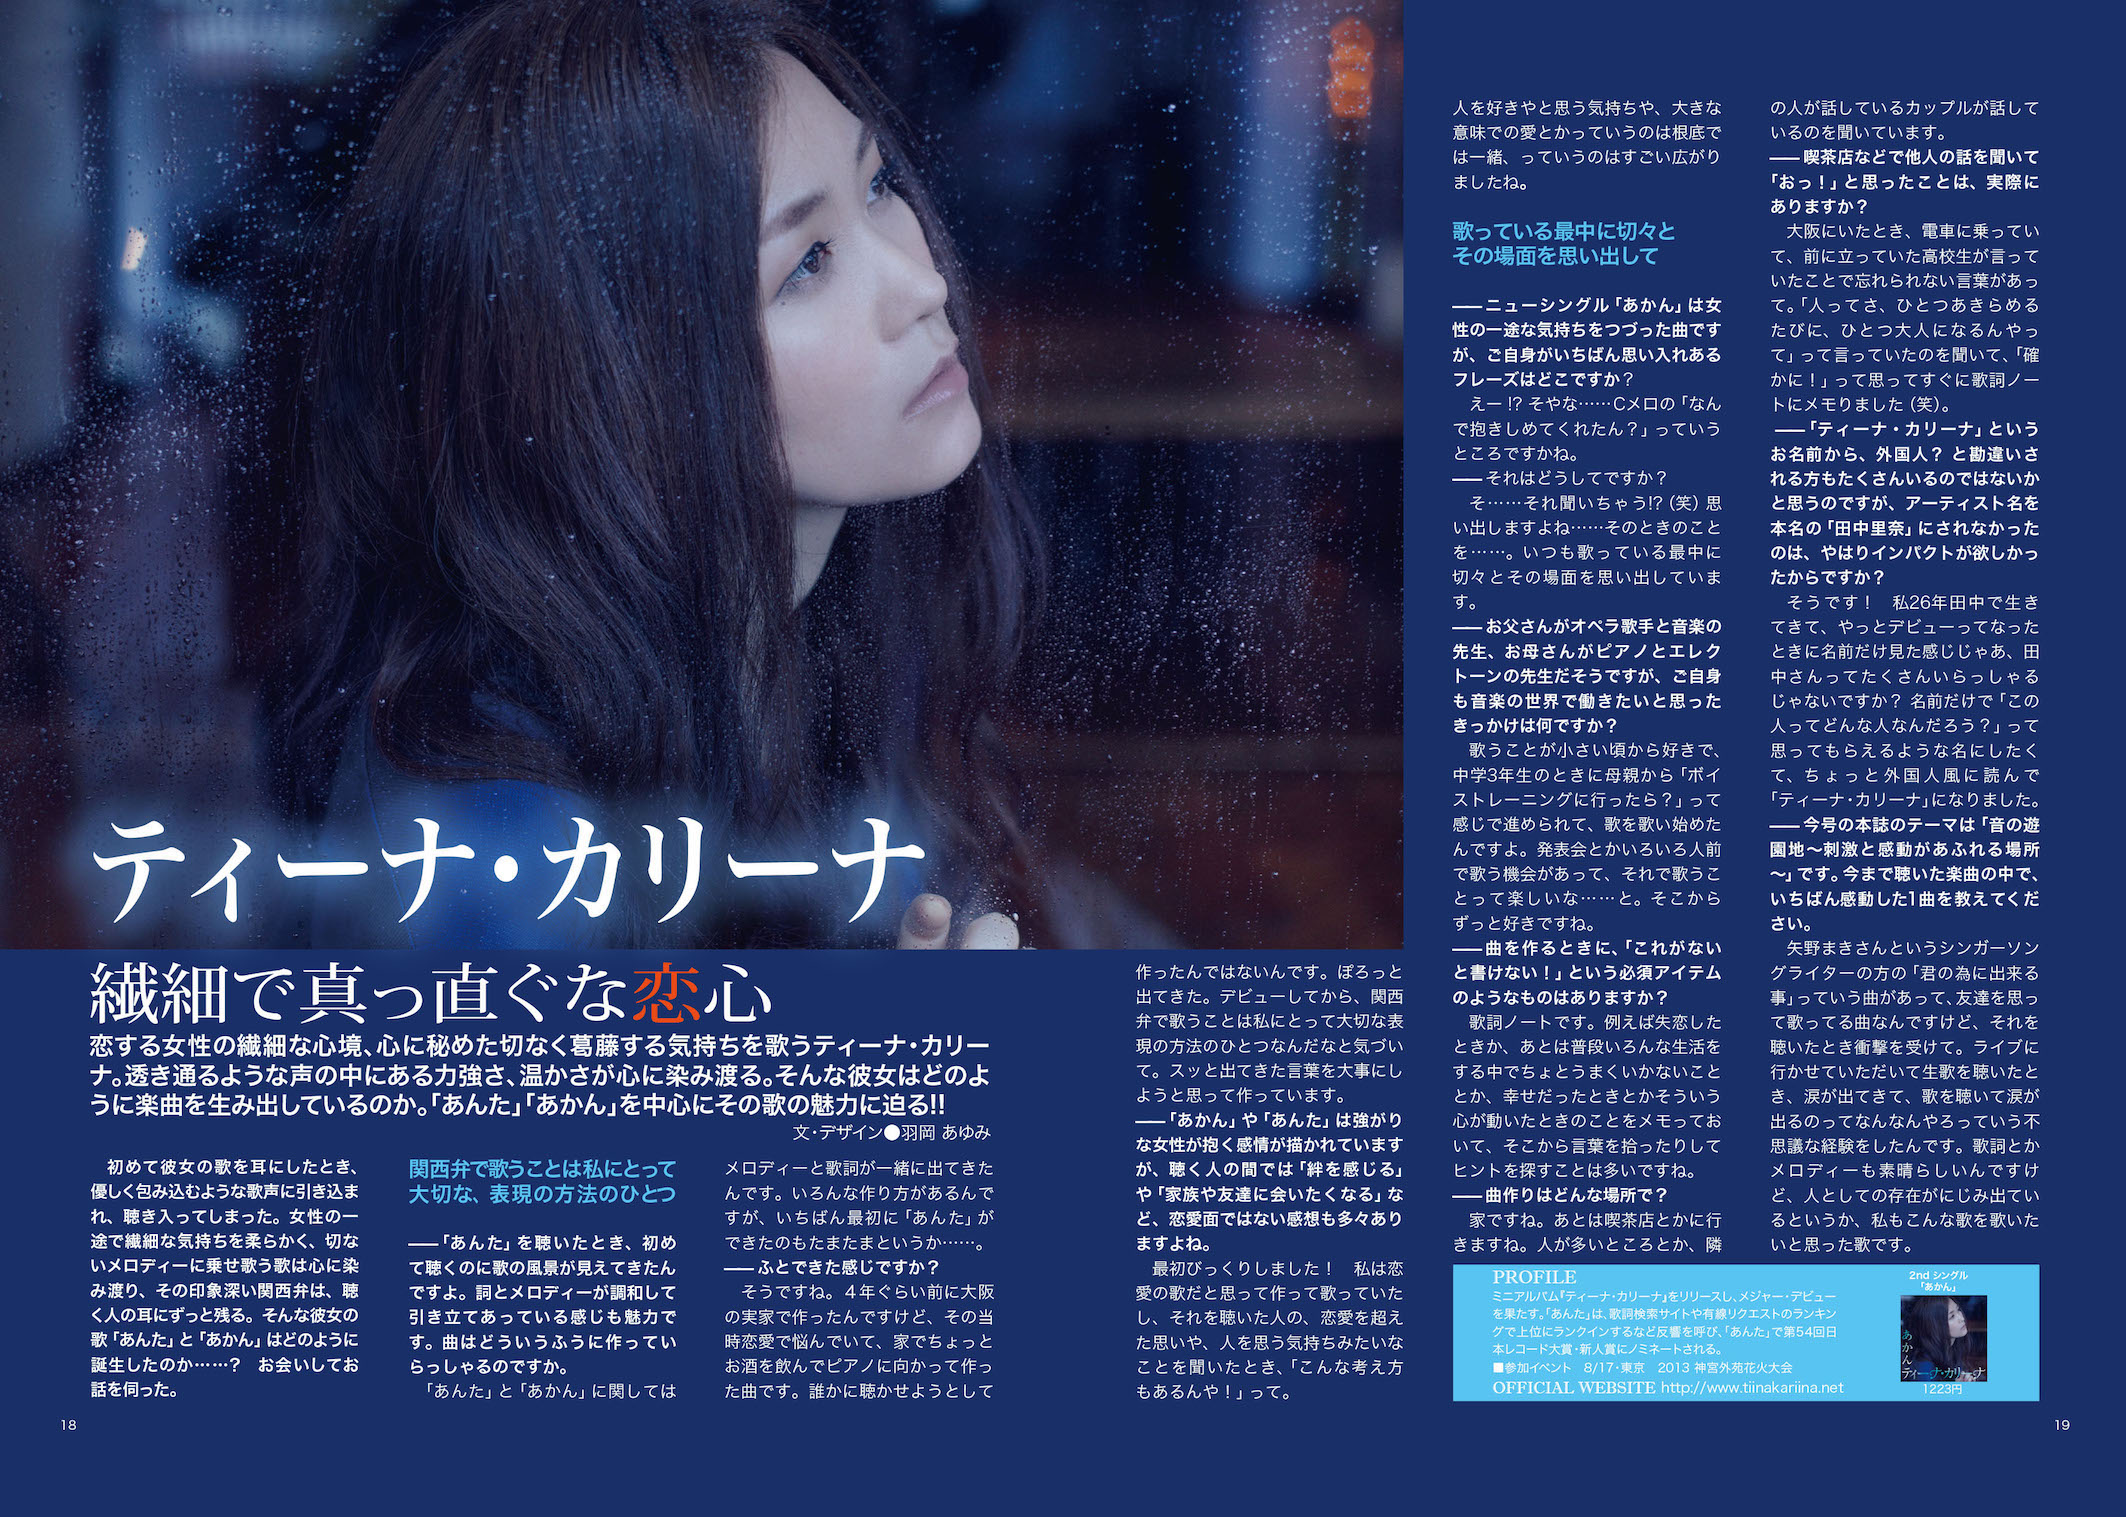 ティーナ・カリーナ
繊細で真っ直ぐな恋心
恋する女性の繊細な心境、心に秘めた切なく葛藤する気持ちを歌うティーナ・カリー
ナ。透き通るような声の中にある力強さ、温かさが心に染み渡る。そんな彼女はどのよ
うに楽曲を生み出しているのか。「あんた」「あかん」を中心にその歌の魅力に迫る!!
文・デザイン●羽岡 あゆみ
初めて彼女の歌を耳にしたとき、
優しく包み込むような歌声に引き込ま
れ、聴き入ってしまった。女性の一
途で繊細な気持ちを柔らかく、切な
いメロディーに乗せ歌う歌は心に染
み渡り、その印象深い関西弁は、聴
く人の耳にずっと残る。そんな彼女の
歌「あんた」と「あかん」はどのように
誕生したのか……?　お会いしてお
話を伺った。
関西弁で歌うことは私にとって
大切な、表現の方法のひとつ
――「あんた」を聴いたとき、初め
て聴くのに歌の風景が見えてきたん
ですよ。詞とメロディーが調和して
引き立てあっている感じも魅力で
す。曲はどういうふうに作ってい
らっしゃるのですか。
「あんた」と「あかん」に関しては
メロディーと歌詞が一緒に出てきた
んです。いろんな作り方があるんで
すが、いちばん最初に「あんた」が
できたのもたまたまというか……。
――ふとできた感じですか？
そうですね。４年ぐらい前に大阪
の実家で作ったんですけど、その当
時恋愛で悩んでいて、家でちょっと
お酒を飲んでピアノに向かって作っ
た曲です。誰かに聴かせようとして
作ったんではないんです。ぽろっと
出てきた。デビューしてから、関西
弁で歌うことは私にとって大切な表
現の方法のひとつなんだなと気づい
て。スッと出てきた言葉を大事にし
ようと思って作っています。
――「あかん」や「あんた」は強がり
な女性が抱く感情が描かれています
が、聴く人の間では「絆を感じる」
や「家族や友達に会いたくなる」な
ど、恋愛面ではない感想も多々あり
ますよね。
最初びっくりしました！　私は恋
愛の歌だと思って作って歌っていた
し、それを聴いた人の、恋愛を超え
た思いや、人を思う気持ちみたいな
ことを聞いたとき、「こんな考え方
もあるんや！」って。
人を好きやと思う気持ちや、大きな
意味での愛とかっていうのは根底で
は一緒、っていうのはすごい広がり
ましたね。
歌っている最中に切々と
その場面を思い出して
――ニューシングル「あかん」は女
性の一途な気持ちをつづった曲です
が、ご自身がいちばん思い入れある
フレーズはどこですか？
えー!? そやな……Cメロの「なん
で抱きしめてくれたん？」っていう
ところですかね。
――それはどうしてですか？
そ……それ聞いちゃう!?（笑）思
い出しますよね……そのときのこと
を……。いつも歌っている最中に
切々とその場面を思い出していま
す。
――お父さんがオペラ歌手と音楽の
先生、お母さんがピアノとエレク
トーンの先生だそうですが、ご自身
も音楽の世界で働きたいと思った
きっかけは何ですか？
歌うことが小さい頃から好きで、
中学3年生のときに母親から「ボイ
ストレーニングに行ったら？」って
感じで進められて、歌を歌い始めた
んですよ。発表会とかいろいろ人前
で歌う機会があって、それで歌うこ
とって楽しいな……と。そこから
ずっと好きですね。
――曲を作るときに、「これがない
と書けない！」という必須アイテム
のようなものはありますか？
歌詞ノートです。例えば失恋した
ときか、あとは普段いろんな生活を
する中でちょとうまくいかないこと
とか、幸せだったときとかそういう
心が動いたときのことをメモってお
いて、そこから言葉を拾ったりして
ヒントを探すことは多いですね。
――曲作りはどんな場所で？
家ですね。あとは喫茶店とかに行
きますね。人が多いところとか、隣
の人が話しているカップルが話して
いるのを聞いています。
――喫茶店などで他人の話を聞いて
「おっ！」と思ったことは、実際に
ありますか？
大阪にいたとき、電車に乗ってい
て、前に立っていた高校生が言って
いたことで忘れられない言葉があっ
て。「人ってさ、ひとつあきらめる
たびに、ひとつ大人になるんやっ
て」って言っていたのを聞いて、「確
かに！」って思ってすぐに歌詞ノー
トにメモりました（笑）。
――「ティーナ・カリーナ」という
お名前から、外国人？ と勘違いさ
れる方もたくさんいるのではないか
と思うのですが、アーティスト名を
本名の「田中里奈」にされなかった
のは、やはりインパクトが欲しかっ
たからですか？
そうです！　私26年田中で生き
てきて、やっとデビューってなった
ときに名前だけ見た感じじゃあ、田
中さんってたくさんいらっしゃる
じゃないですか？ 名前だけで「この
人ってどんな人なんだろう？」って
思ってもらえるような名にしたく
て、ちょっと外国人風に読んで
「ティーナ・カリーナ」になりました。
――今号の本誌のテーマは「音の遊
園地～刺激と感動があふれる場所
～」です。今まで聴いた楽曲の中で、
いちばん感動した1曲を教えてくだ
さい。
矢野まきさんというシンガーソン
グライターの方の「君の為に出来る
事」っていう曲があって、友達を思っ
て歌ってる曲なんですけど、それを
聴いたとき衝撃を受けて。ライブに
行かせていただいて生歌を聴いたと
き、涙が出てきて、歌を聴いて涙が
出るのってなんなんやろっていう不
思議な経験をしたんです。歌詞とか
メロディーも素晴らしいんですけ
ど、人としての存在がにじみ出てい
るというか、私もこんな歌を歌いた
いと思った歌です。
PROFILE
ミニアルバム『ティーナ・カリーナ』をリリースし、メジャー・デビュー
を果たす。「あんた」は、歌詞検索サイトや有線リクエストのランキン
グで上位にランクインするなど反響を呼び、「あんた」で第54回日
本レコード大賞・新人賞にノミネートされる。
■参加イベント　8/17・東京　2013 神宮外苑花火大会
OFFICIAL WEBSITE http://www.tiinakariina.net
2nd シングル
「あかん」
あかん
ティーナ・カリーナ
1223円
18
19